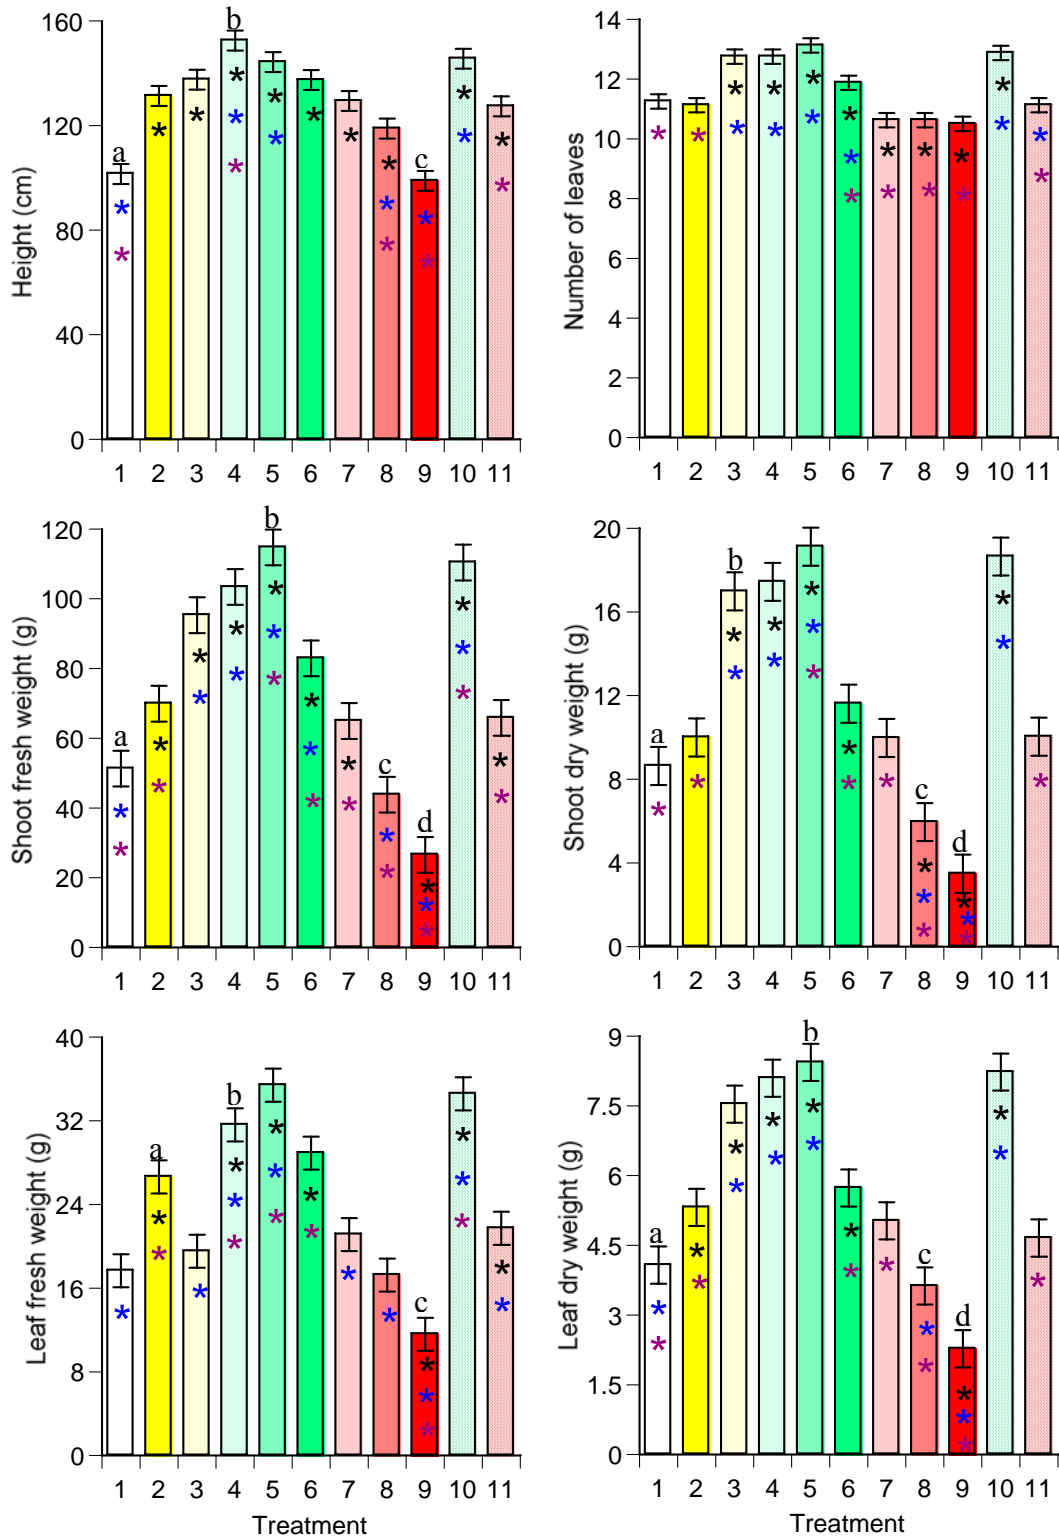 160
120
80
40
0
Height (cm)
a
b
c
* * * * * * * * * * *
1 2 3 4 5 6 7 8 9 10 11
14
12
10
8
6
4
2
0
Number of leaves
1 2 3 4 5 6 7 8 9 10 11
120
100
80
60
40
20
0
Shoot fresh weight (g)
a
b
c
d
1 2 3 4 5 6 7 8 9 10 11
20
16
12
8
4
0
Shoot dry weight (g)
a
b
c
d
1 2 3 4 5 6 7 8 9 10 11
40
32
24
16
8
0
Leaf fresh weight (g)
a
b
c
1 2 3 4 5 6 7 8 9 10 11
Treatment
9
7.5
6
4.5
3
1.5
0
Leaf dry weight (g)
a
b
c
d
1 2 3 4 5 6 7 8 9 10 11
Treatment